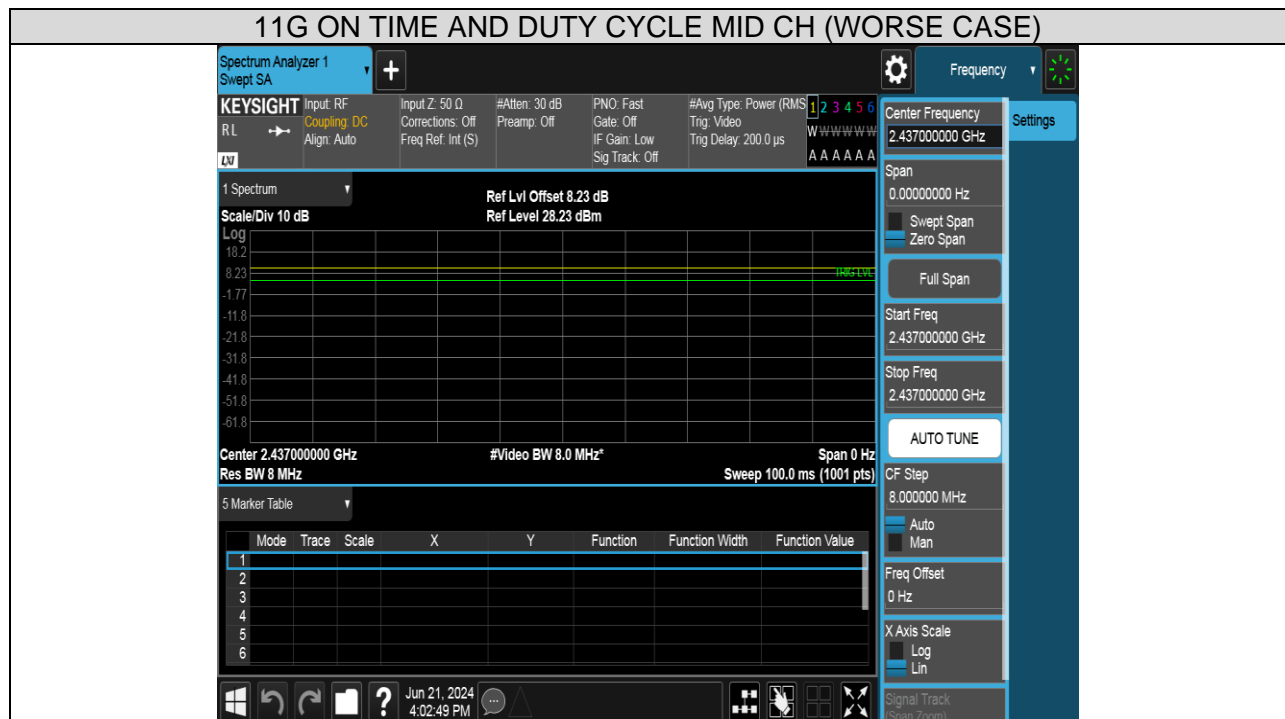 11G ON TIME AND DUTY CYCLE MID CH (WORSE CASE)
Spectrum Analyzer 1
Swept SA
+
Frequency
KEYSIGHT
RL
LXI
Input: RF
Coupling: DC
Align: Auto
Input Z: 50 Ω
Corrections: Off
Freq Ref: Int (S)
#Atten: 30 dB
Preamp: Off
PNO: Fast
Gate: Off
IF Gain: Low
Sig Track: Off
#Avg Type: Power (RMS
Trig: Video
Trig Delay: 200.0 µs
1 2 3 4 5 6
W W W W W W
A A A A A A
1 Spectrum
Scale/Div 10 dB
Ref Lvl Offset 8.23 dB
Ref Level 28.23 dBm
Log
18.2
8.23
-1.77
-11.8
-21.8
-31.8
-41.8
-51.8
-61.8
TRIG LVL
Center 2.437000000 GHz
#Video BW 8.0 MHz*
Span 0 Hz
Res BW 8 MHz
Sweep 100.0 ms (1001 pts)
5 Marker Table
Mode Trace Scale X Y Function Function Width Function Value
1
2
3
4
5
6
Center Frequency
2.437000000 GHz
Settings
Span
0.00000000 Hz
Swept Span
Zero Span
Full Span
Start Freq
2.437000000 GHz
Stop Freq
2.437000000 GHz
AUTO TUNE
CF Step
8.000000 MHz
Auto
Man
Freq Offset
0 Hz
X Axis Scale
Log
Lin
Signal Track
(Span Zoom)
?
Jun 21, 2024
4:02:49 PM